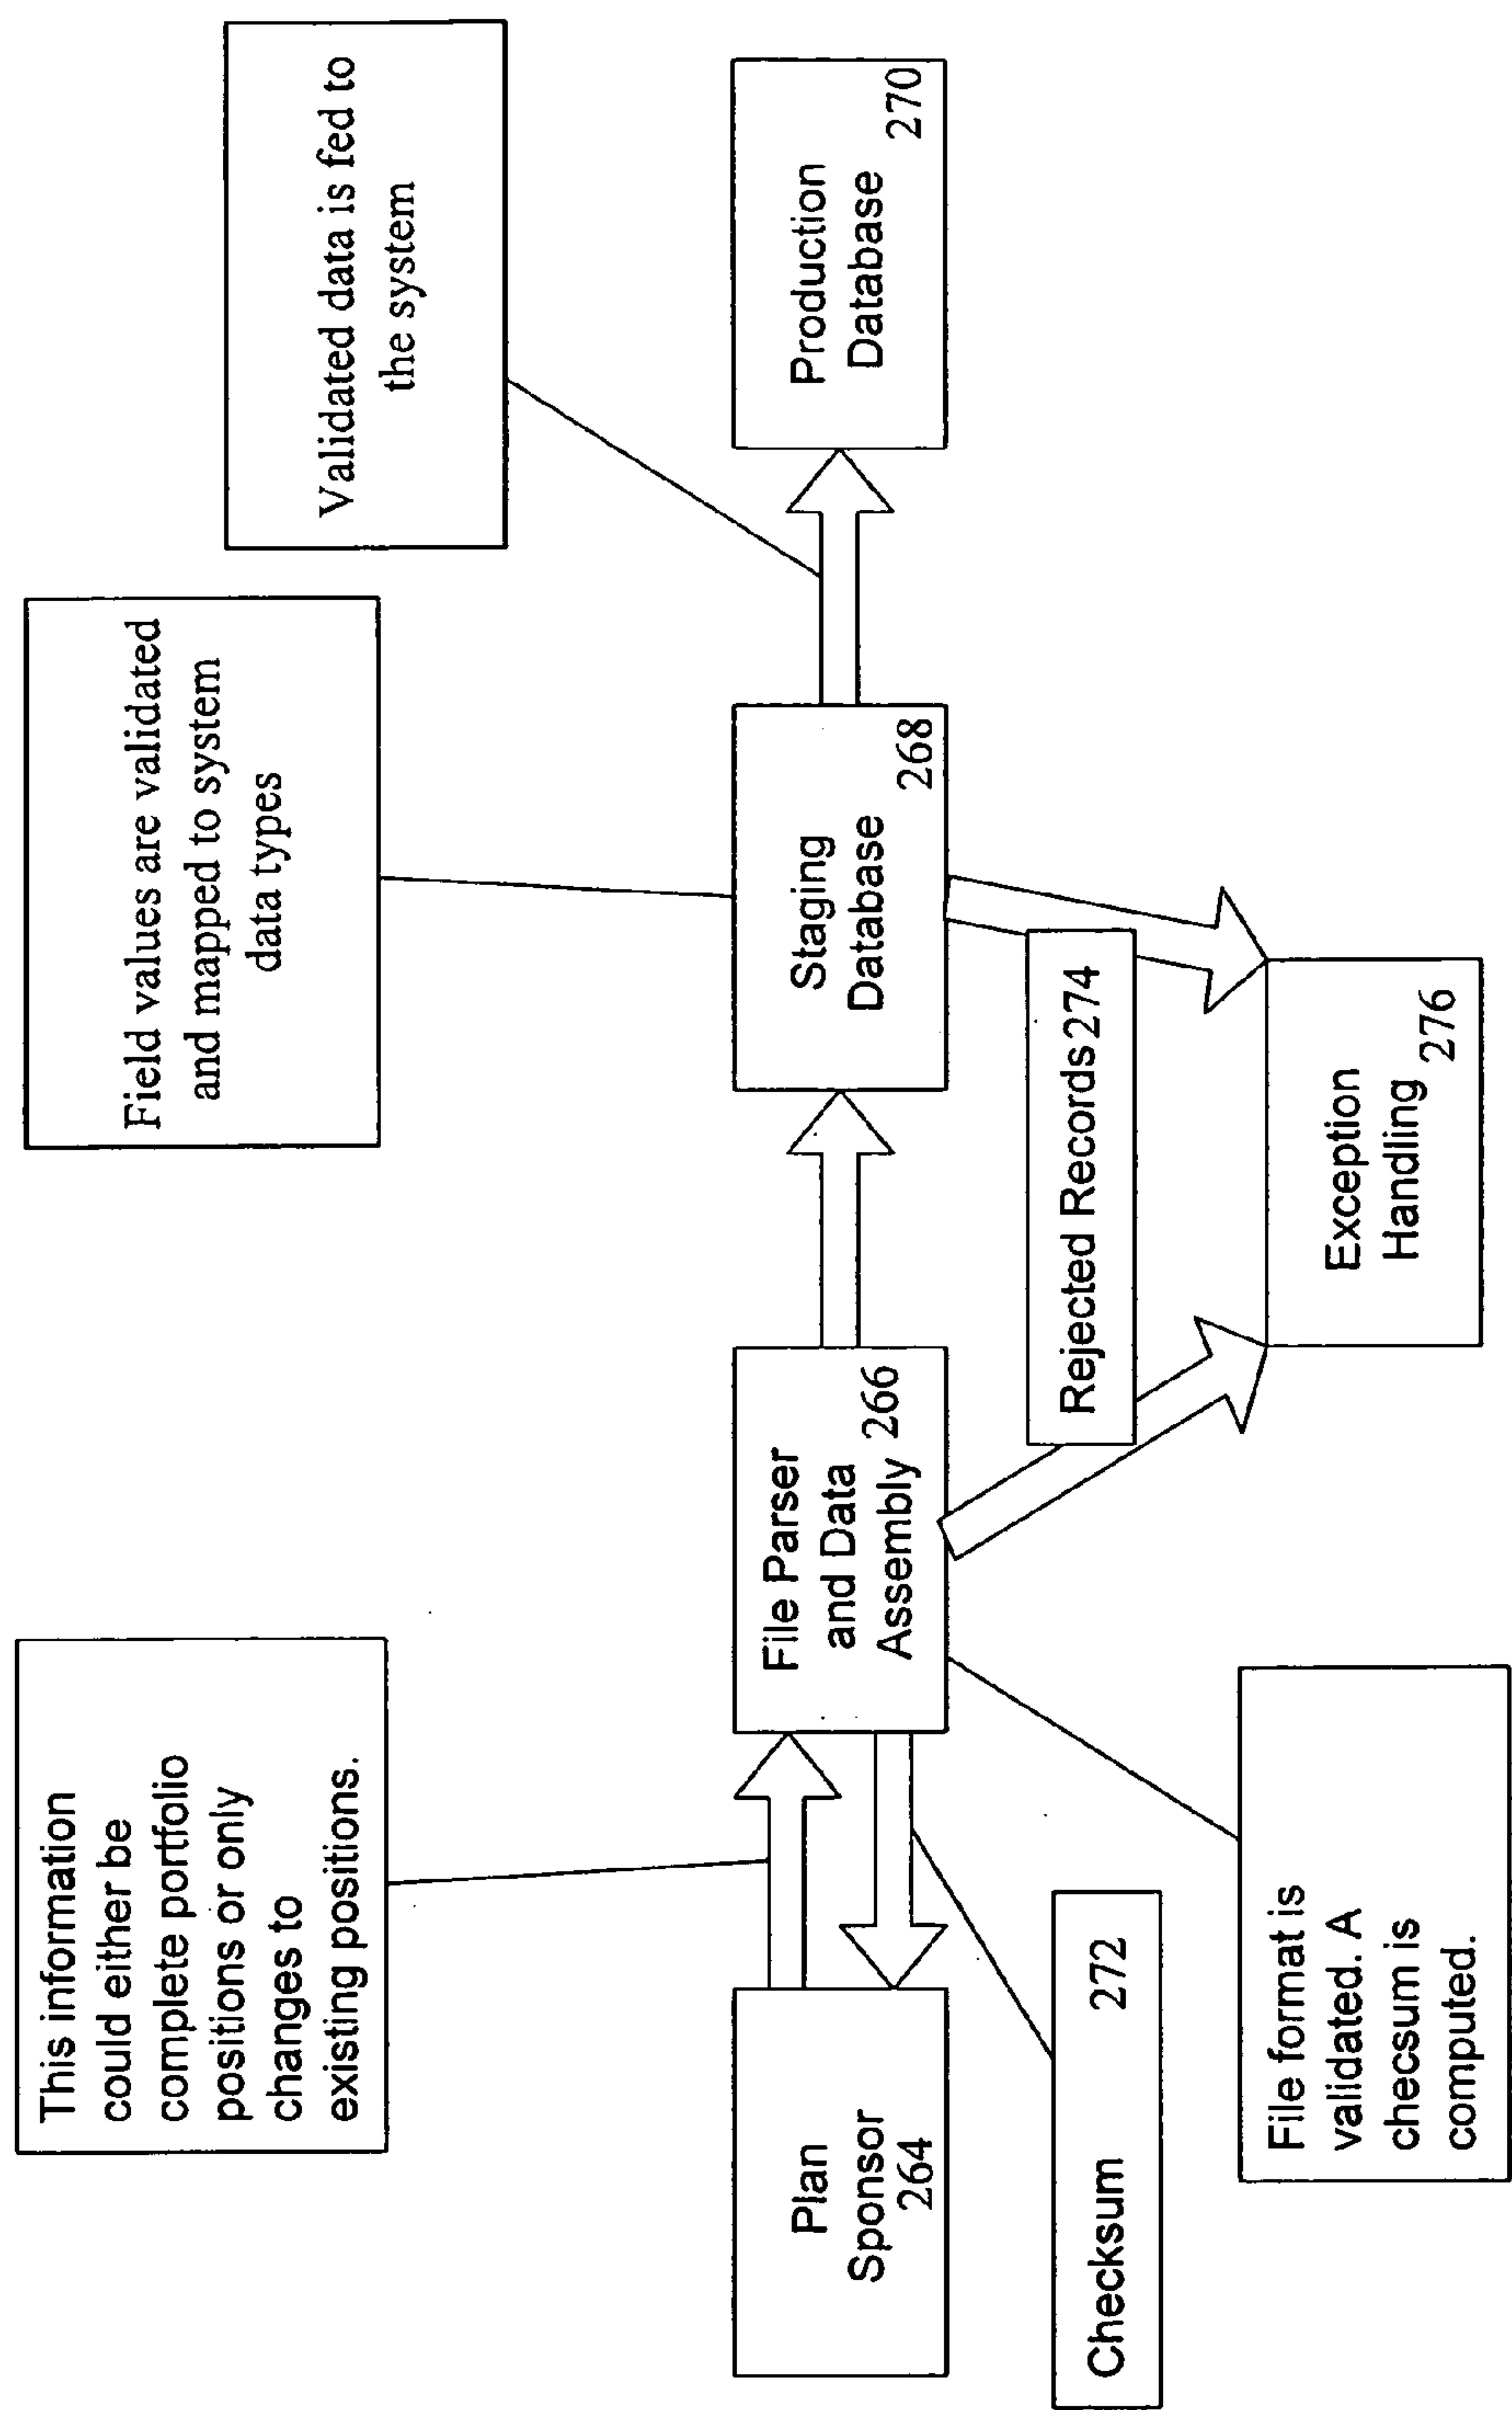 This information
could either be
complete portfolio
positions or only
changes to
existing positions.
Field values are validated
and mapped to system
data types
Validated data is fed to
the system
Plan
Sponsor
264
File Parser
and Data
Assembly 266
Staging
Database
268
Production
Database
270
Checksum 272
Rejected Records 274
File format is
validated. A
checsum is
computed.
Exception
Handling
276